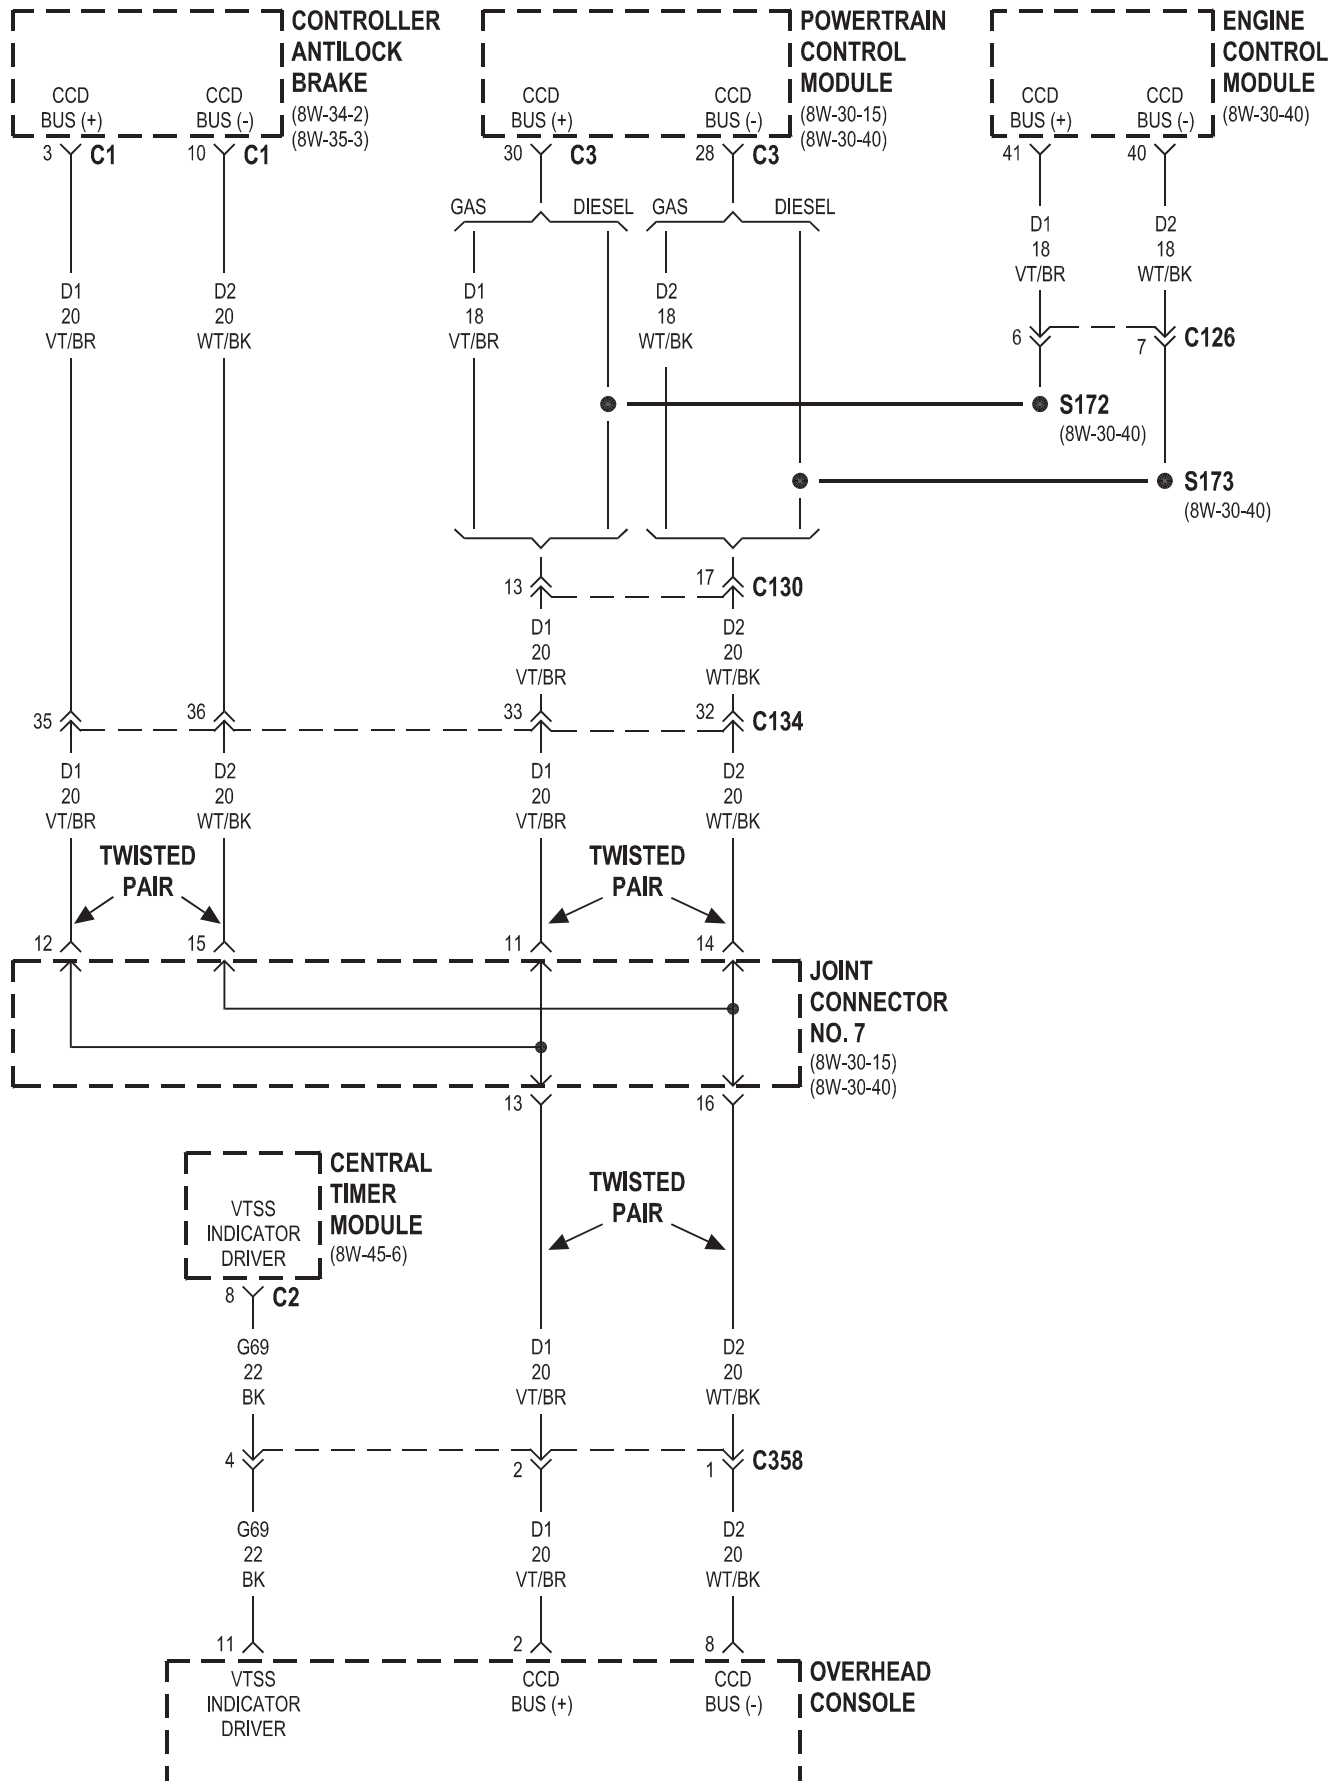 CONTROLLER
ANTILOCK
BRAKE
(8W-34-2)
(8W-35-3)
CCD
BUS (+)
CCD
BUS (-)
3
C1
10
C1
POWERTRAIN
CONTROL
MODULE
(8W-30-15)
(8W-30-40)
CCD
BUS (+)
CCD
BUS (-)
30
C3
28
C3
ENGINE
CONTROL
MODULE
(8W-30-40)
CCD
BUS (+)
CCD
BUS (-)
41
40
GAS
DIESEL
GAS
DIESEL
D1
18
VT/BR
D2
18
WT/BK
D1
20
VT/BR
D2
20
WT/BK
D1
18
VT/BR
D2
18
WT/BK
6
7
C126
S172
(8W-30-40)
S173
(8W-30-40)
13
17
C130
D1
20
VT/BR
D2
20
WT/BK
35
36
33
32
C134
D1
20
VT/BR
D2
20
WT/BK
D1
20
VT/BR
D2
20
WT/BK
TWISTED
PAIR
TWISTED
PAIR
12
15
11
14
JOINT
CONNECTOR
NO. 7
(8W-30-15)
(8W-30-40)
13
16
CENTRAL
TIMER
MODULE
(8W-45-6)
VTSS
INDICATOR
DRIVER
8
C2
TWISTED
PAIR
G69
22
BK
D1
20
VT/BR
D2
20
WT/BK
4
2
1
C358
G69
22
BK
D1
20
VT/BR
D2
20
WT/BK
11
2
8
VTSS
INDICATOR
DRIVER
CCD
BUS (+)
CCD
BUS (-)
OVERHEAD
CONSOLE